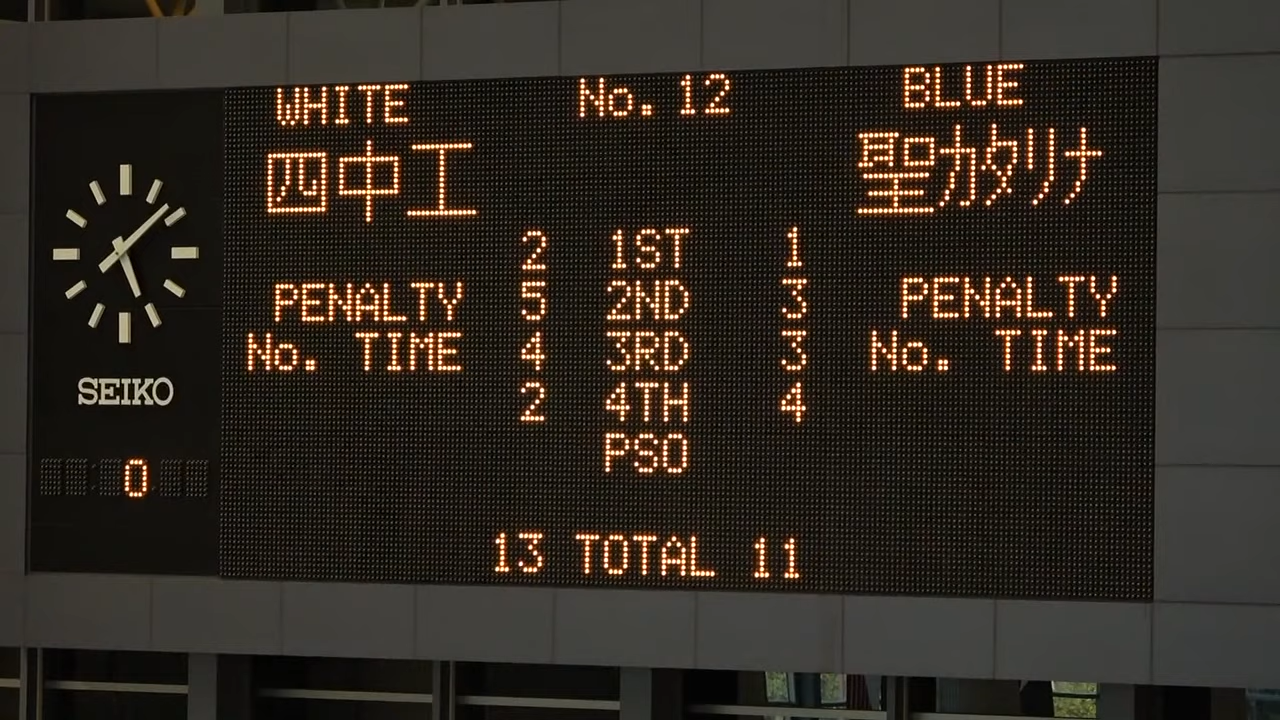 WHITE No. 12 BLUE
四中工 聖カタリナ
2 1ST 1
PENALTY 5 2ND 3 PENALTY
No. TIME 4 3RD 3 No. TIME
2 4TH 4
PSO
13 TOTAL 11
SEIKO
0